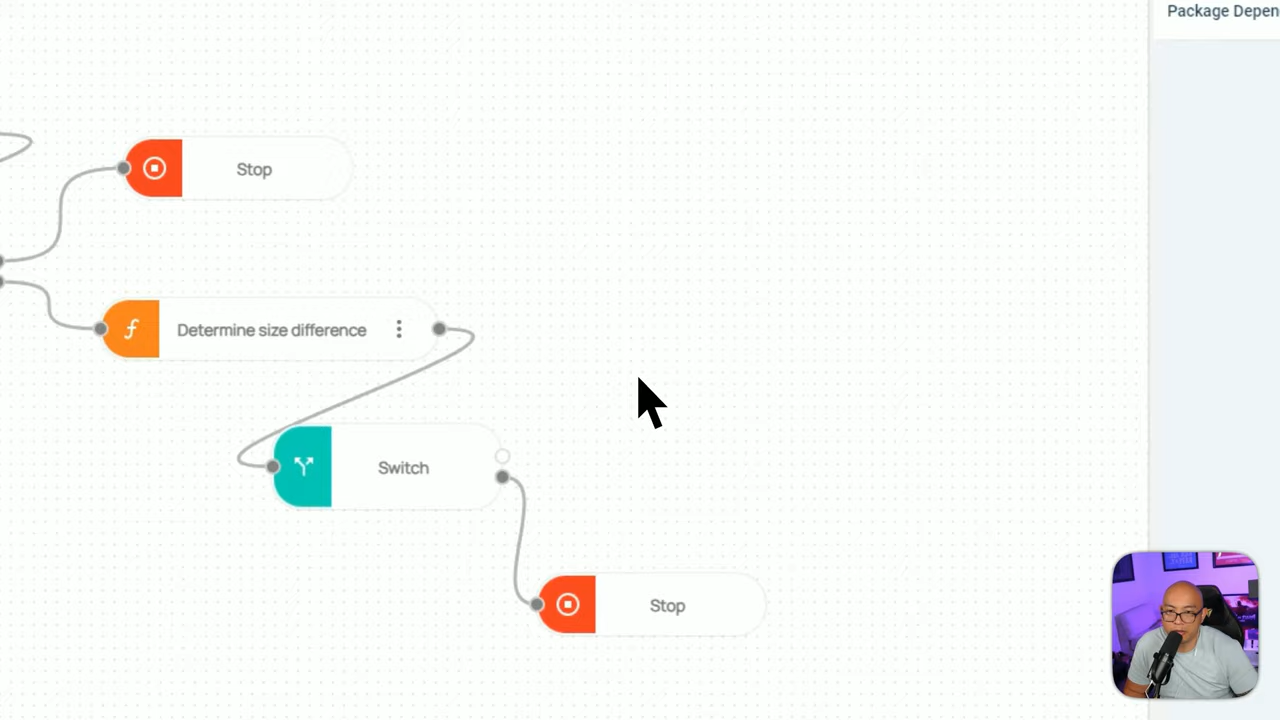 Package Depen
Stop
Determine size difference
Switch
Stop